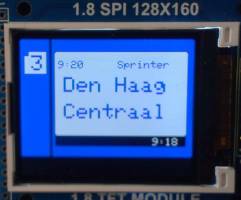 1.8 SPI 128X160
3
9:20 Sprinter
Den Haag
Centraal
9:18
1.8 TFT MODULE